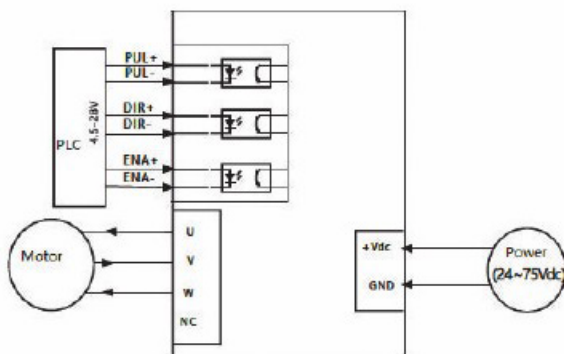 PUL+
PUL-
DIR+
DIR-
ENA+
ENA-
4.5-28V
PLC
Motor
U
V
W
NC
+Vdc
GND
Power
(24~75Vdc)